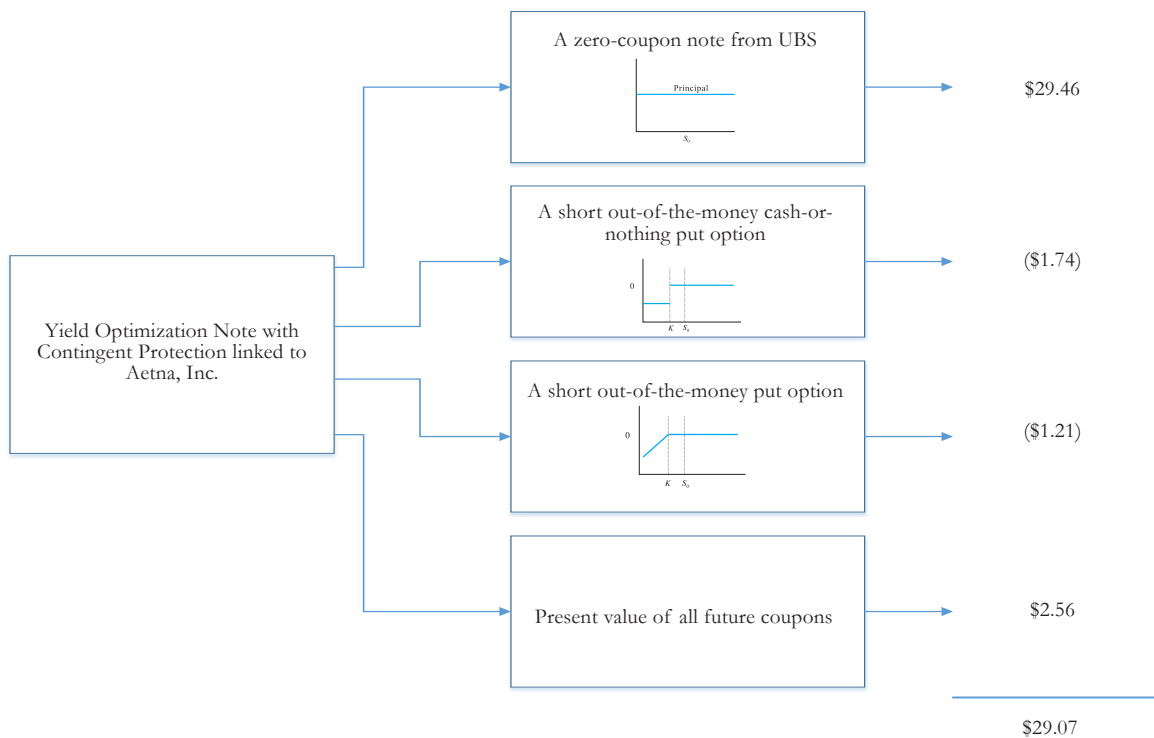 A zero-coupon note from UBS
Principal
S0
$29.46
A short out-of-the-money cash-or-
nothing put option
0
K S0
($1.74)
Yield Optimization Note with
Contingent Protection linked to
Aetna, Inc.
A short out-of-the-money put option
0
K S0
($1.21)
Present value of all future coupons
$2.56
$29.07